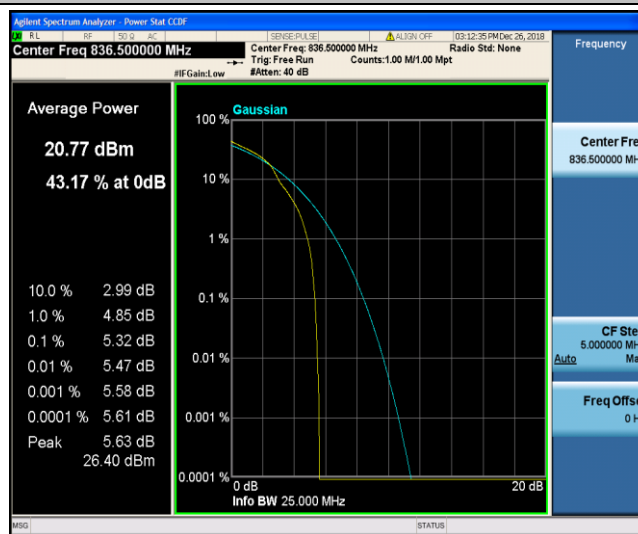 Agilent Spectrum Analyzer - Power Stat CCDF
RL RF 50 Ω AC SENSE:PULSE ALIGN OFF 03:12:35 PM Dec 26, 2018
Center Freq 836.500000 MHz
Center Freq: 836.500000 MHz Radio Std: None
Trig: Free Run Counts:1.00 M/1.00 Mpt
#IFGain:Low #Atten: 40 dB
Frequency
Average Power
20.77 dBm
43.17 % at 0dB
10.0 % 2.99 dB
1.0 % 4.85 dB
0.1 % 5.32 dB
0.01 % 5.47 dB
0.001 % 5.58 dB
0.0001 % 5.61 dB
Peak 5.63 dB
26.40 dBm
Gaussian
100 %
10 %
1 %
0.1 %
0.01 %
0.001 %
0.0001 %
0 dB 20 dB
Info BW 25.000 MHz
Center Fre
836.500000 MH
CF Ste
5.000000 MH
Auto Ma
Freq Offs
0 H
MSG STATUS